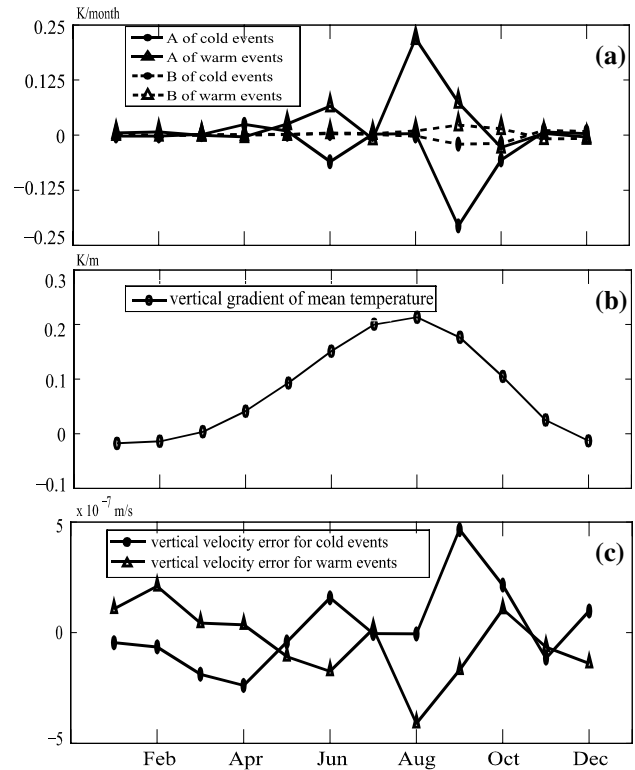 K/month
0.25
0.125
0
−0.125
−0.25
A of cold events
A of warm events
B of cold events
B of warm events
(a)
K/m
0.3
0.2
0.1
0
−0.1
vertical gradient of mean temperature
(b)
x 10 ⁻⁷ m/s
5
0
−5
vertical velocity error for cold events
vertical velocity error for warm events
(c)
Feb Apr Jun Aug Oct Dec